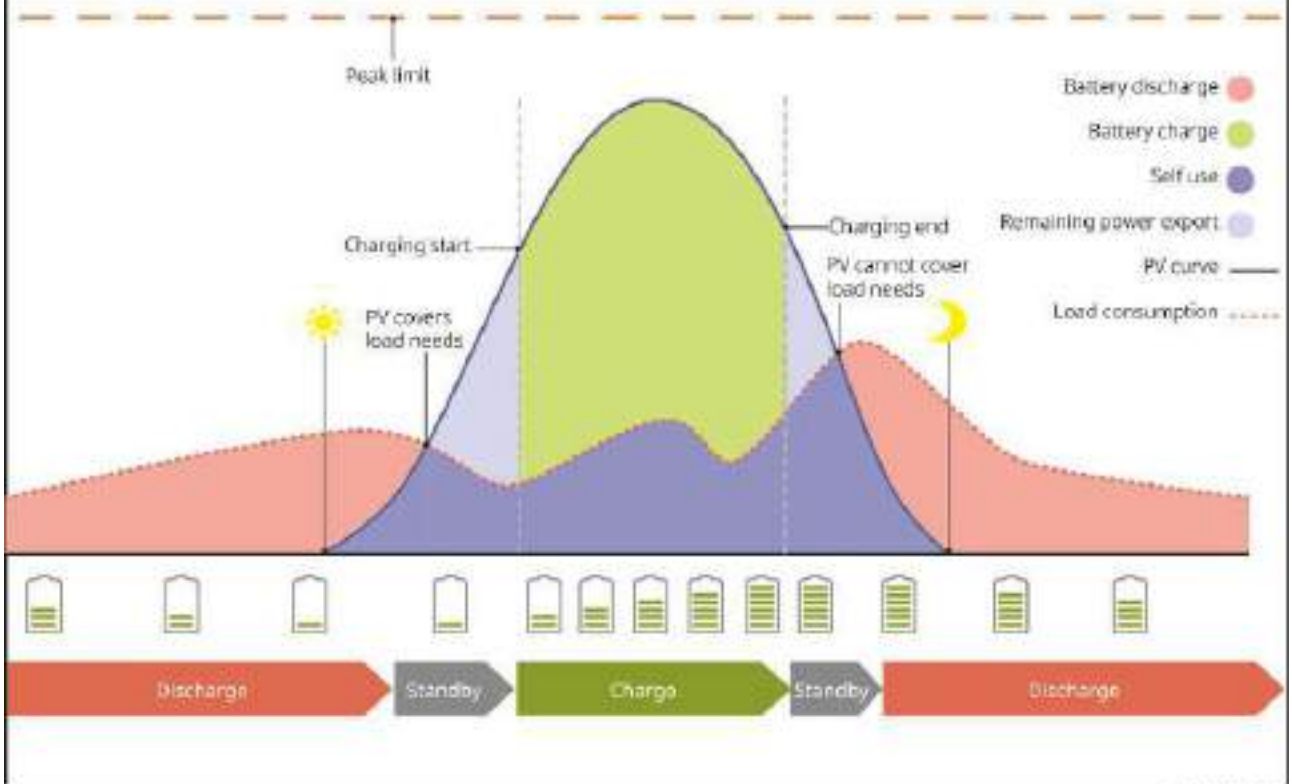 Peak limit
Battery discharge
Battery charge
Self use
Remaining power export
PV curve
Load consumption
Charging start
Charging end
PV cannot cover
load needs
PV covers
load needs
Discharge
Standby
Charge
Standby
Discharge